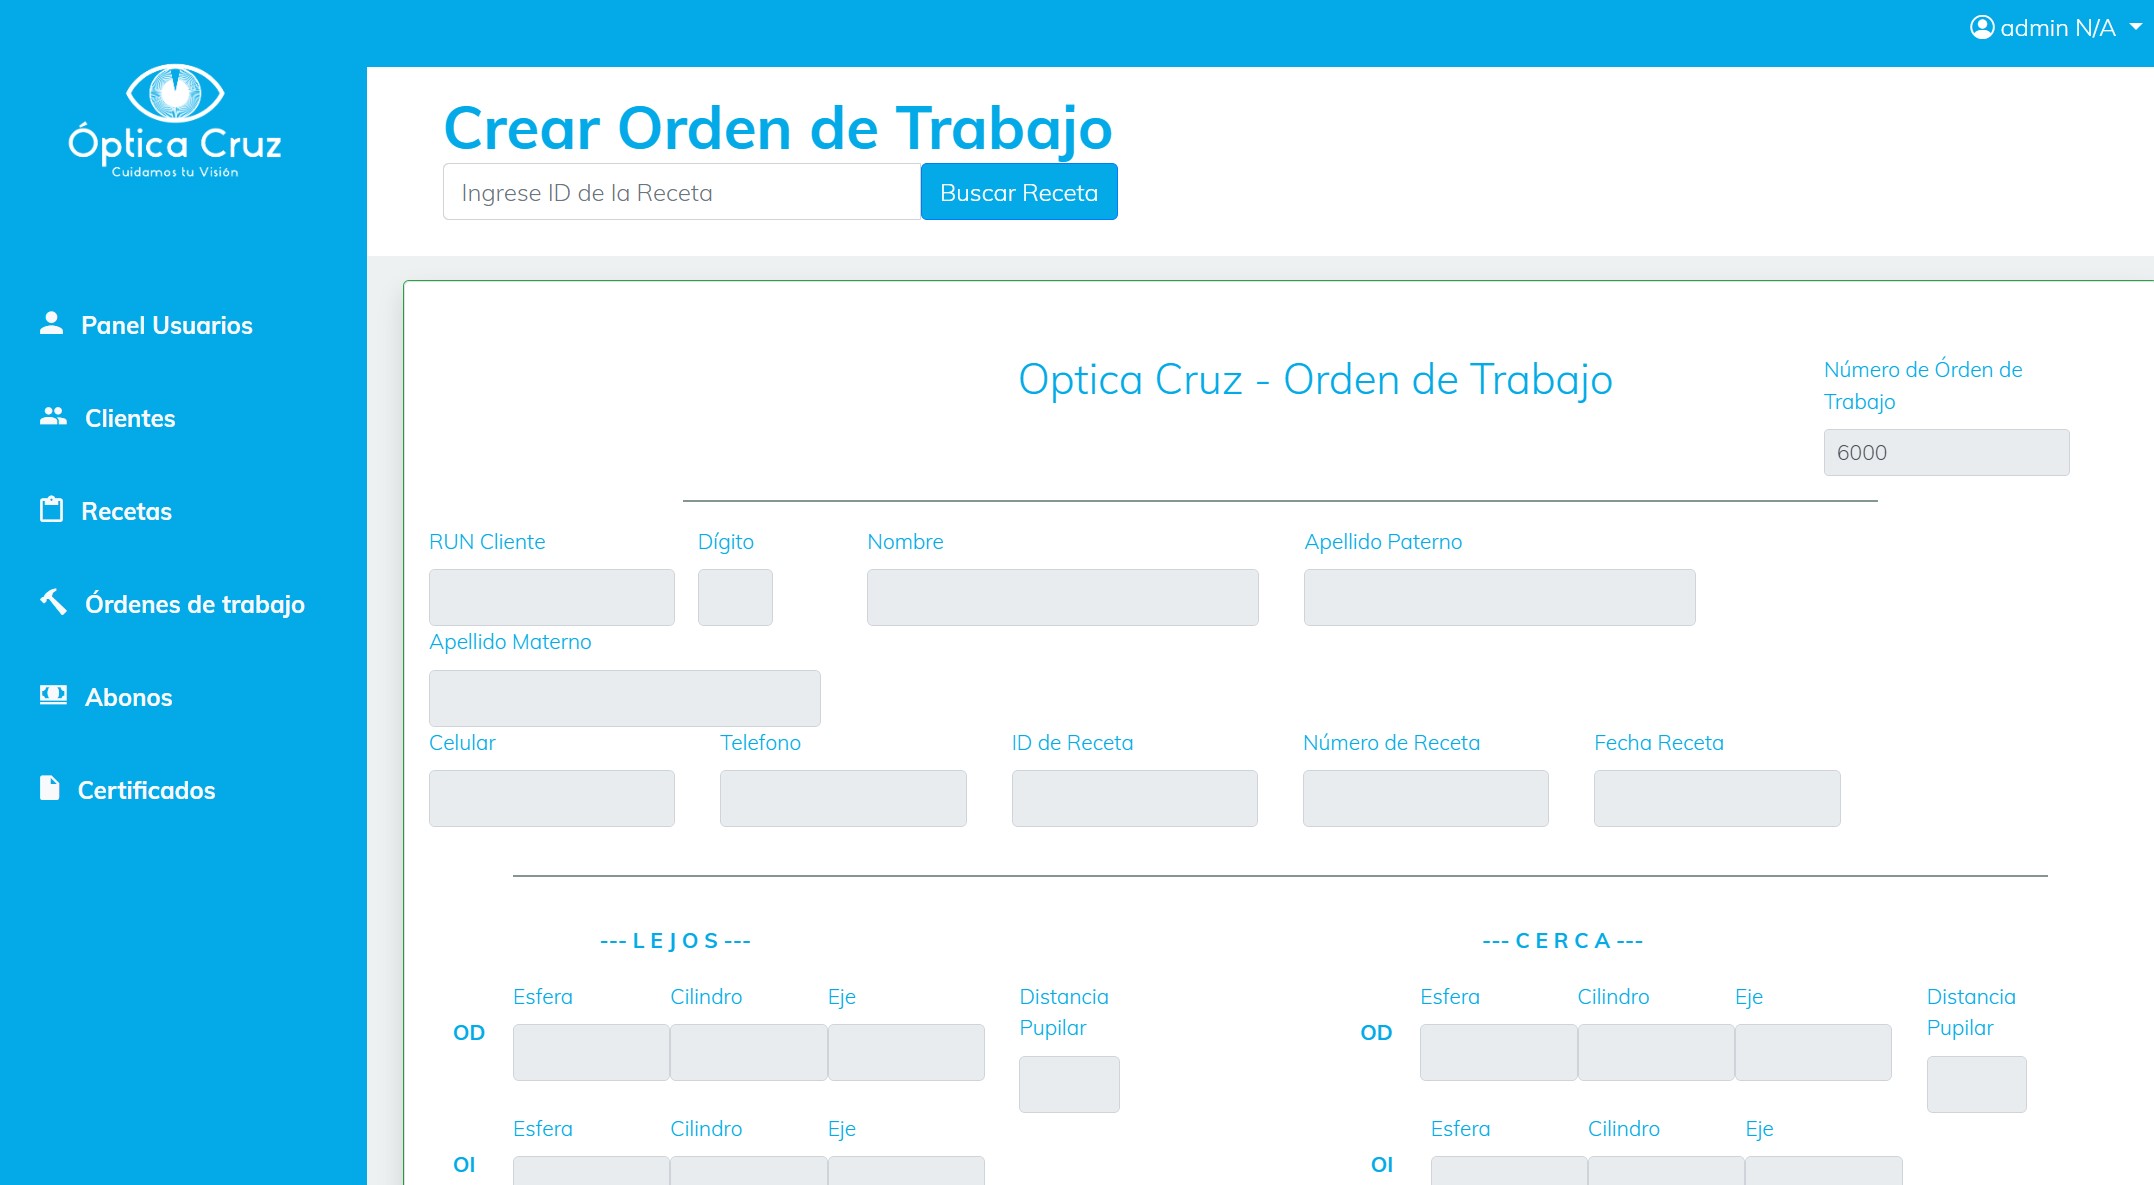 admin N/A
Óptica Cruz
Cuidamos tu Visión
Panel Usuarios
Clientes
Recetas
Órdenes de trabajo
Abonos
Certificados
Crear Orden de Trabajo
Ingrese ID de la Receta
Buscar Receta
Optica Cruz - Orden de Trabajo
Número de Órden de
Trabajo
6000
RUN Cliente
Dígito
Nombre
Apellido Paterno
Apellido Materno
Celular
Telefono
ID de Receta
Número de Receta
Fecha Receta
--- L E J O S ---
Esfera
Cilindro
Eje
Distancia
Pupilar
OD
Esfera
Cilindro
Eje
OI
--- C E R C A ---
Esfera
Cilindro
Eje
Distancia
Pupilar
OD
Esfera
Cilindro
Eje
OI